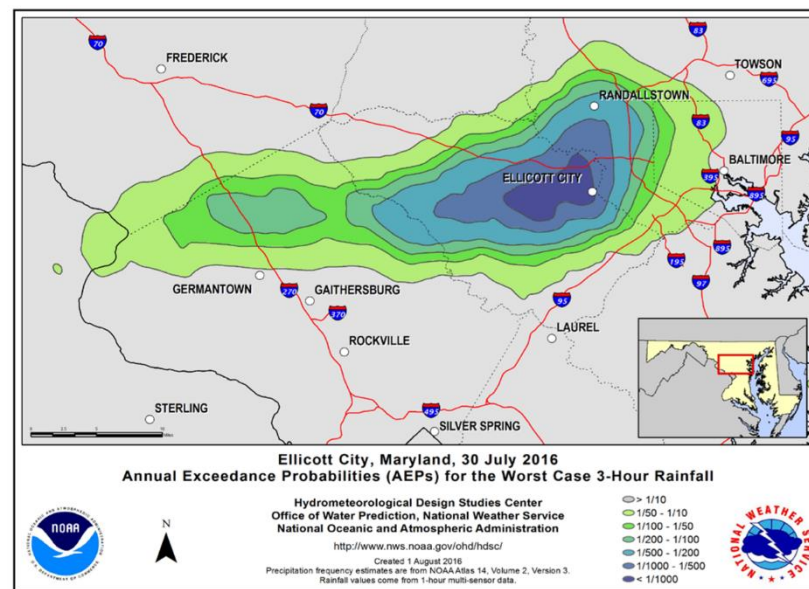 70
FREDERICK
83
TOWSON
695
RANDALLSTOWN
70
83
95
BALTIMORE
ELLICOTT CITY
395
895
895
195
GERMANTOWN
270
GAITHERSBURG
97
370
95
LAUREL
ROCKVILLE
STERLING
495
SILVER SPRING
Ellicott City, Maryland, 30 July 2016
Annual Exceedance Probabilities (AEPs) for the Worst Case 3-Hour Rainfall
Hydrometeorological Design Studies Center
Office of Water Prediction, National Weather Service
National Oceanic and Atmospheric Administration
http://www.nws.noaa.gov/ohd/hdsc/
Created 1 August 2016
Precipitation frequency estimates are from NOAA Atlas 14, Volume 2, Version 3.
Rainfall values come from 1-hour multi-sensor data.
NOAA
N
> 1/10
1/50 - 1/10
1/100 - 1/50
1/200 - 1/100
1/500 - 1/200
1/1000 - 1/500
< 1/1000
NATIONAL WEATHER SERVICE